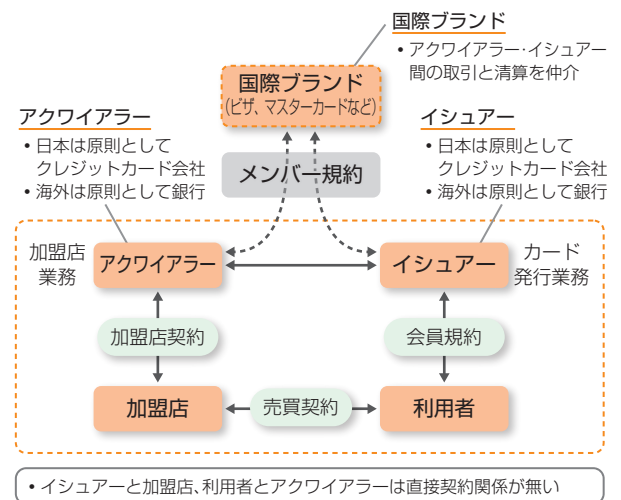 国際ブランド
• アクワイアラー・イシュアー
間の取引と清算を仲介
国際ブランド
(ビザ、マスターカードなど)
アクワイアラー
• 日本は原則として
クレジットカード会社
• 海外は原則として銀行
イシュアー
• 日本は原則として
クレジットカード会社
• 海外は原則として銀行
メンバー規約
加盟店
業務
アクワイアラー
イシュアー
カード
発行業務
加盟店契約
会員規約
加盟店
売買契約
利用者
• イシュアーと加盟店、利用者とアクワイアラーは直接契約関係が無い